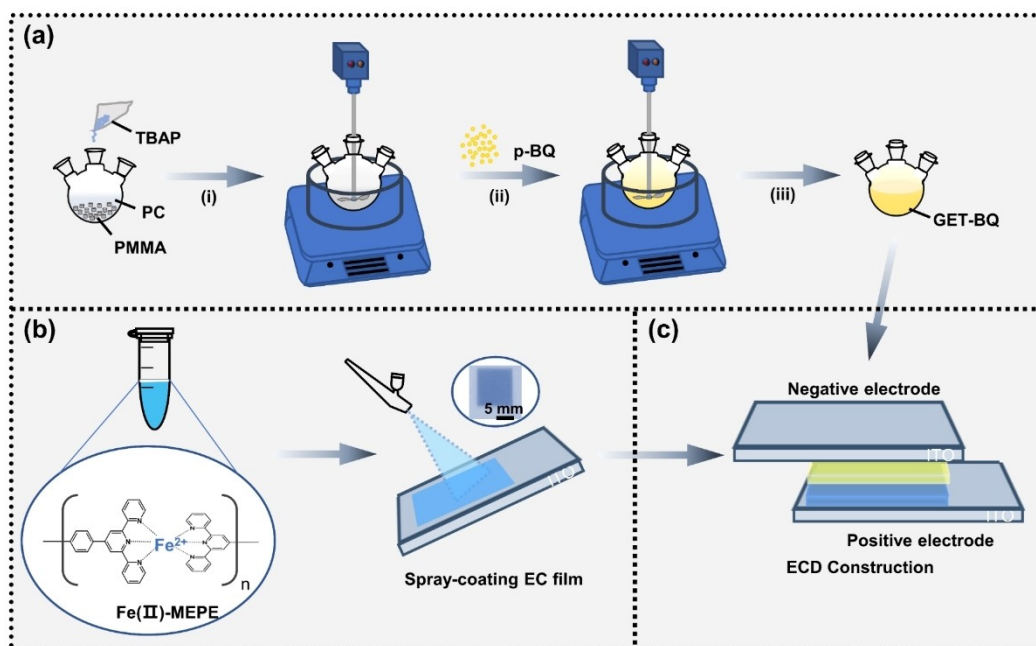 (a)
TBAP
PC
PMMA
(i)
p-BQ
(ii)
(iii)
GET-BQ
(b)
Fe²⁺
N
N
N
N
N
N
n
Fe(II)-MEPE
5 mm
ITO
Spray-coating EC film
(c)
Negative electrode
ITO
ITO
Positive electrode
ECD Construction